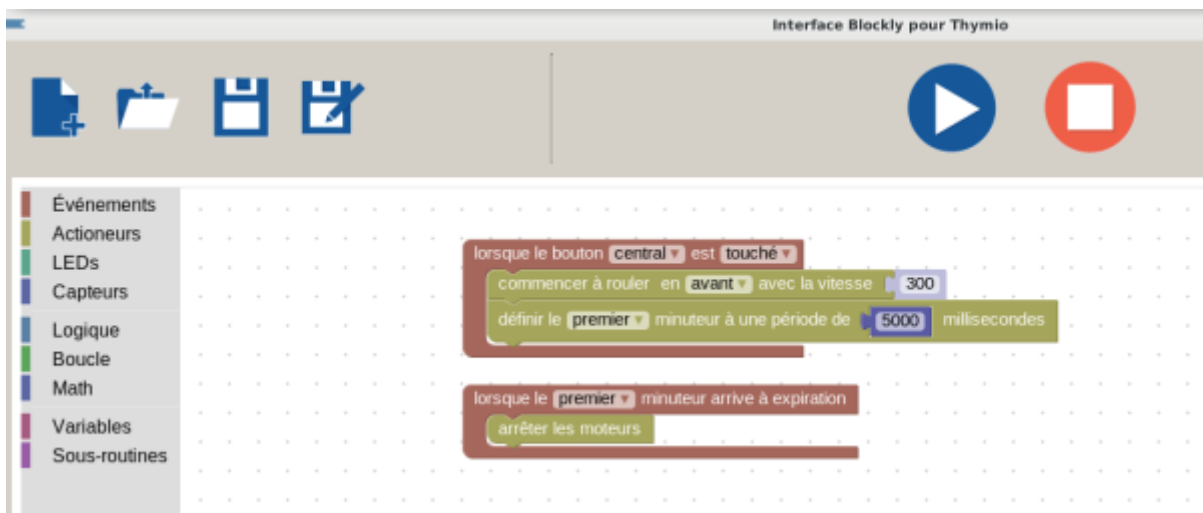 Interface Blockly pour Thymio
Événements
Actioneurs
LEDs
Capteurs
Logique
Boucle
Math
Variables
Sous-routines
lorsque le bouton central est touché
commencer à rouler en avant avec la vitesse 300
définir le premier minuteur à une période de 5000 millisecondes
lorsque le premier minuteur arrive à expiration
arrêter les moteurs